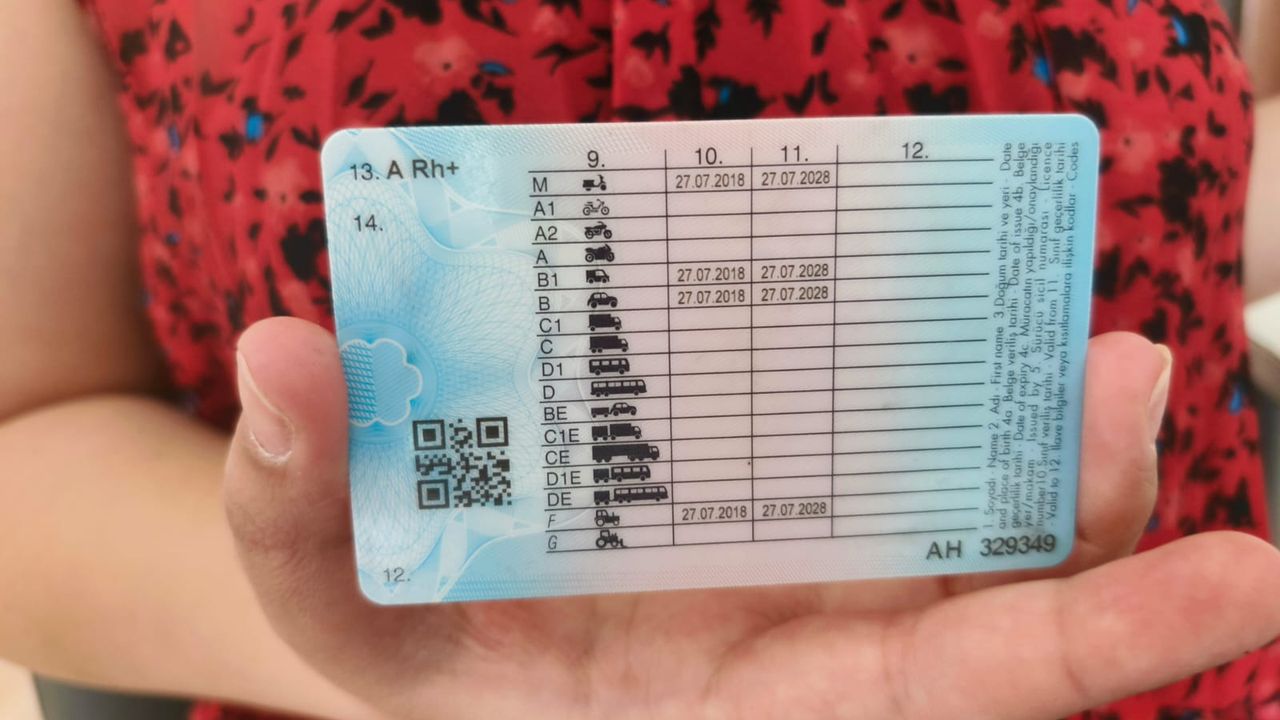 13. A Rh+
14.
12.
9. 10. 11. 12.
M 27.07.2018 27.07.2028
A1
A2
A
B1 27.07.2018 27.07.2028
B 27.07.2018 27.07.2028
C1
C
D1
D
BE
C1E
CE
D1E
DE
F 27.07.2018 27.07.2028
G
AH 329349
1. Soyadı · Name 2. Adı · First name 3 Doğum tarihi ve yeri · Date
and place of birth 4a. Belge veriliş tarihi · Date of issue 4b. Belge
geçerlilik tarihi · Date of expiry 4c. Müracatın yapıldığı/onaylandığı
yer/makam · Issued by 5 Sürücü sicil numarası · Licence
number 10.Sınıf veriliş tarihi · Valid from 11. Sınıf geçerlilik tarihi
· Valid to 12. İlave bilgiler veya kısıtlamalara ilişkin kodlar · Codes